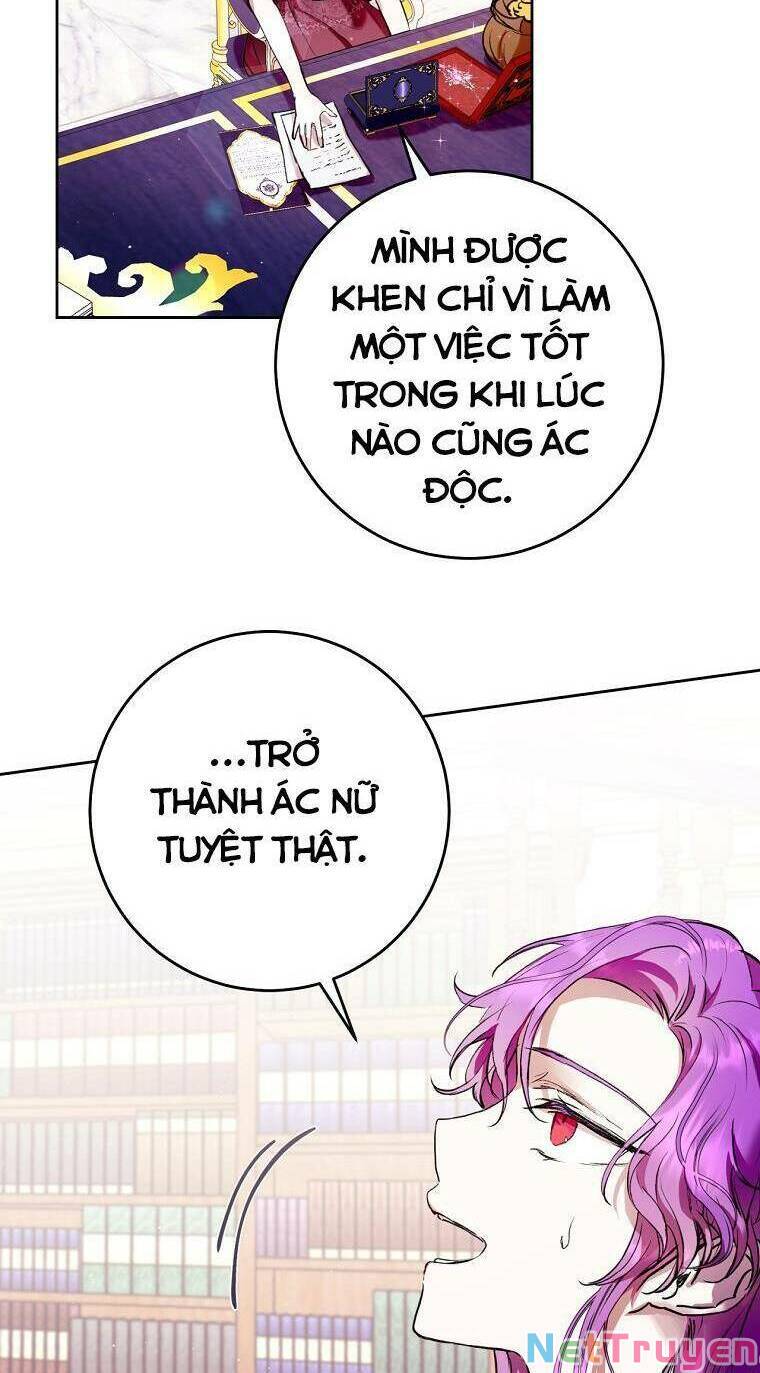 MÌNH ĐƯỢC
KHEN CHỈ VÌ LÀM
MỘT VIỆC TỐT
TRONG KHI LÚC
NÀO CŨNG ÁC
ĐỘC.
...TRỞ
THÀNH ÁC NỮ
TUYỆT THẬT.
NetTruyen